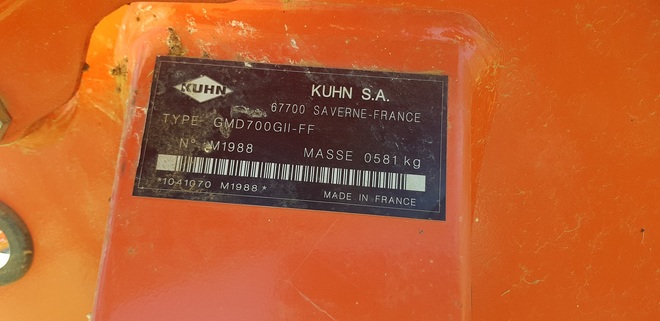 KUHN
KUHN S.A.
67700 SAVERNE-FRANCE
TYPE GMD700GII-FF
N° M1988 MASSE 0581 kg
*1041070 M1988*
MADE IN FRANCE